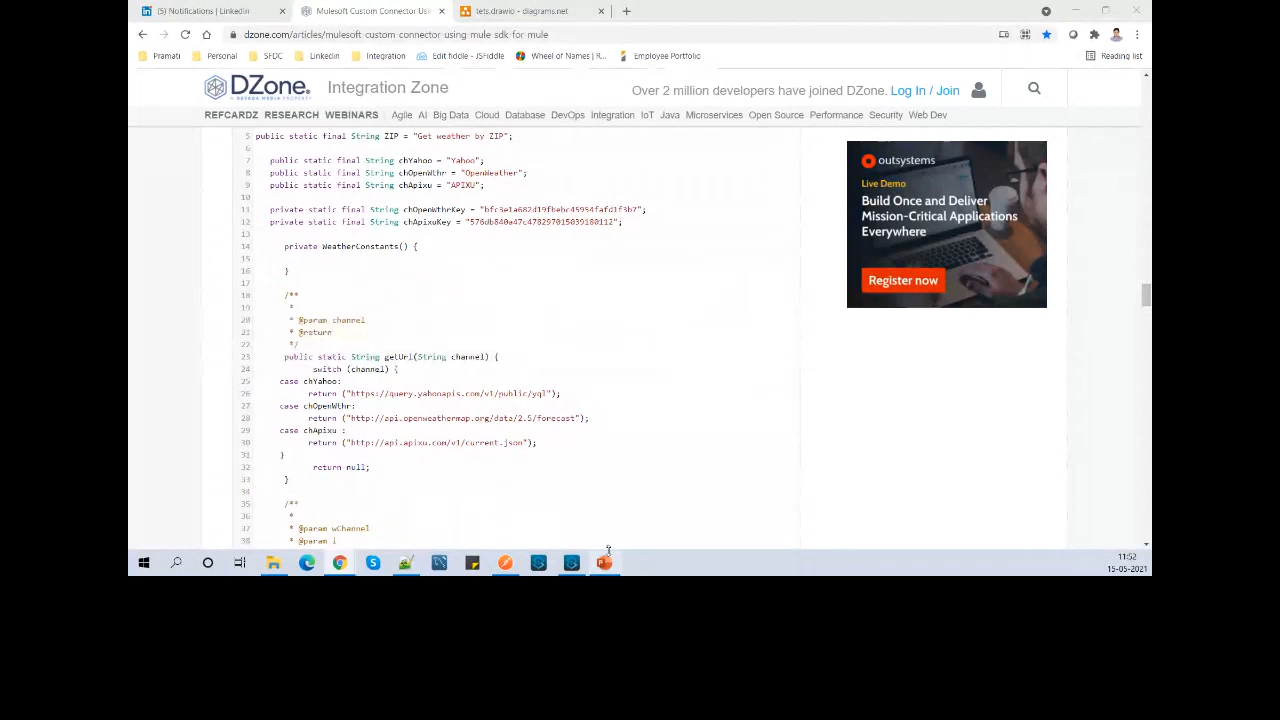 (5) Notifications | LinkedIn
Mulesoft Custom Connector Usin
tets.drawio - diagrams.net
dzone.com/articles/mulesoft-custom-connector-using-mule-sdk-for-mule
Pramati
Personal
SFDC
Linkedin
Integration
Edit fiddle - JSFiddle
Wheel of Names | R...
Employee Portfolio
Reading list
DZone.
A DEVADA MEDIA PROPERTY
Integration Zone
Over 2 million developers have joined DZone. Log In / Join
REFCARDZ RESEARCH WEBINARS Agile AI Big Data Cloud Database DevOps Integration IoT Java Microservices Open Source Performance Security Web Dev
5 public static final String ZIP = "Get weather by ZIP";
6
7 public static final String chYahoo = "Yahoo";
8 public static final String chOpenWthr = "OpenWeather";
9 public static final String chApixu = "APIXU";
10
11 private static final String chOpenWthrKey = "bfc3e1a682d19fbebc45954fafd1f3b7";
12 private static final String chApixuKey = "576db840a47c478297015039180112";
13
14 private WeatherConstants() {
15
16 }
17
18 /**
19 *
20 * @param channel
21 * @return
22 */
23 public static String getUrl(String channel) {
24 switch (channel) {
25 case chYahoo:
26 return ("https://query.yahooapis.com/v1/public/yql");
27 case chOpenWthr:
28 return ("http://api.openweathermap.org/data/2.5/forecast");
29 case chApixu :
30 return ("http://api.apixu.com/v1/current.json");
31 }
32 return null;
33 }
34
35 /**
36 *
37 * @param wChannel
38 * @param i
outsystems
Live Demo
Build Once and Deliver
Mission-Critical Applications
Everywhere
Register now
11:52
15-05-2021